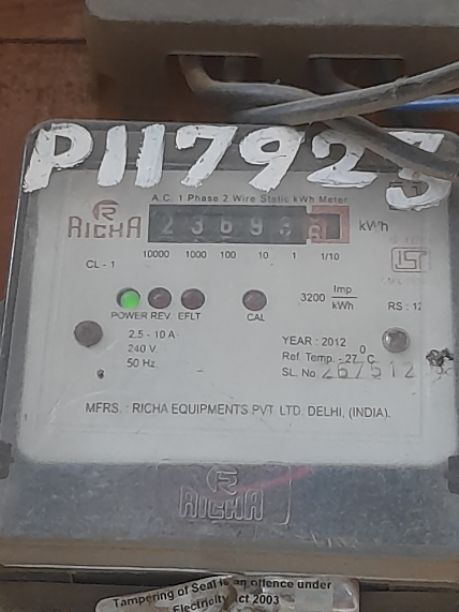 P117923
A.C. 1 Phase 2 Wire Static kWh Meter
RICHA
kWh
10000 1000 100 10 1 1/10
CL - 1
3200 Imp/kWh
RS : 12
POWER REV EFLT CAL
2.5 - 10 A
240 V.
50 Hz
YEAR : 2012
Ref. Temp. - 27°C
SL. No. 267512
MFRS. : RICHA EQUIPMENTS PVT. LTD. DELHI, (INDIA).
RICHA
Tampering of Seal is an offence under
Electricity Act 2003